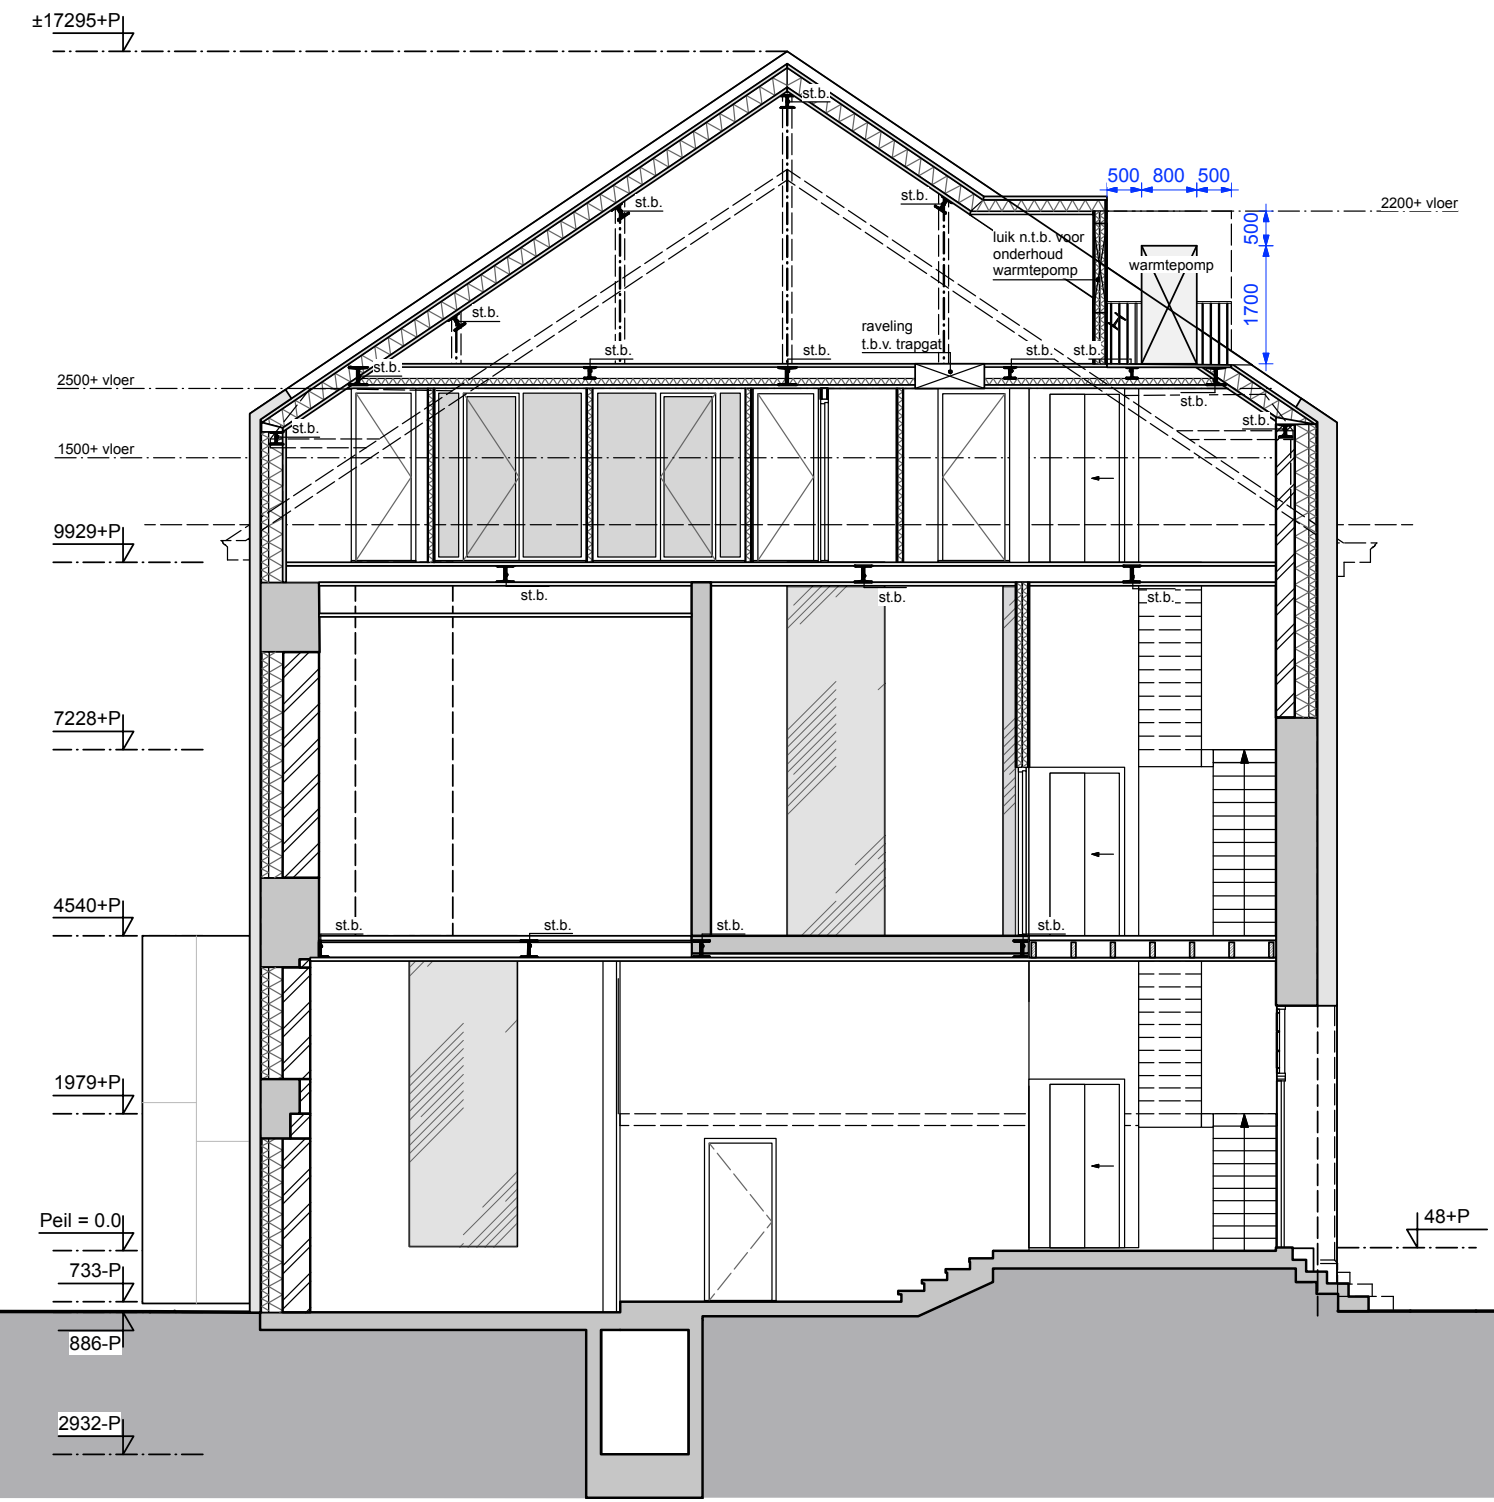 ±17295+P
st.b.
500 800 500
st.b.
st.b.
2200+ vloer
500
luik n.t.b. voor
onderhoud
warmtepomp
warmtepomp
1700
st.b.
raveling
t.b.v. trapgat
st.b.
st.b.
st.b.
st.b.
st.b.
2500+ vloer
st.b.
st.b.
st.b.
1500+ vloer
9929+P
st.b.
st.b.
st.b.
7228+P
4540+P
st.b.
st.b.
st.b.
st.b.
1979+P
Peil = 0.0
48+P
733-P
886-P
2932-P